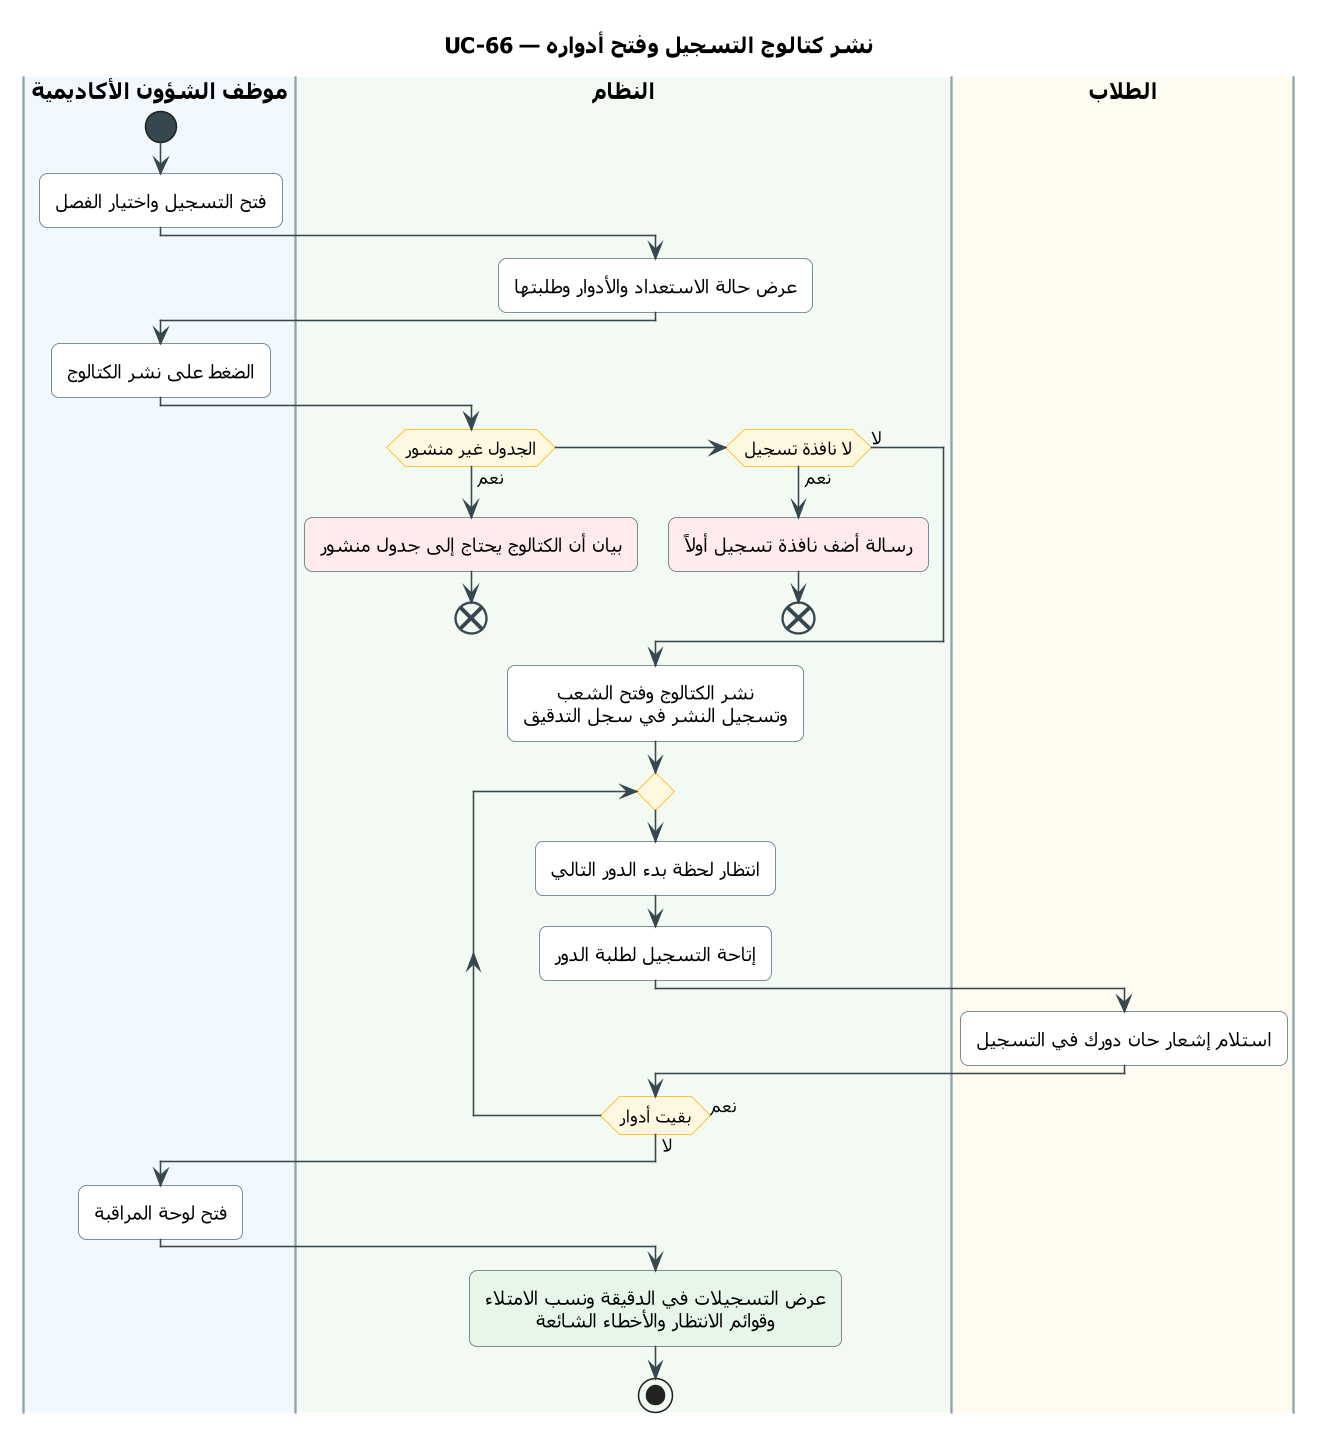 UC-66 — نشر كتالوج التسجيل وفتح أدواره
موظف الشؤون الأكاديمية
النظام
الطلاب
فتح التسجيل واختيار الفصل
عرض حالة الاستعداد والأدوار وطلبتها
الضغط على نشر الكتالوج
الجدول غير منشور
نعم
لا نافذة تسجيل
لا
نعم
بيان أن الكتالوج يحتاج إلى جدول منشور
رسالة أضف نافذة تسجيل أولاً
نشر الكتالوج وفتح الشعب
وتسجيل النشر في سجل التدقيق
انتظار لحظة بدء الدور التالي
إتاحة التسجيل لطلبة الدور
استلام إشعار حان دورك في التسجيل
بقيت أدوار
نعم
لا
فتح لوحة المراقبة
عرض التسجيلات في الدقيقة ونسب الامتلاء
وقوائم الانتظار والأخطاء الشائعة